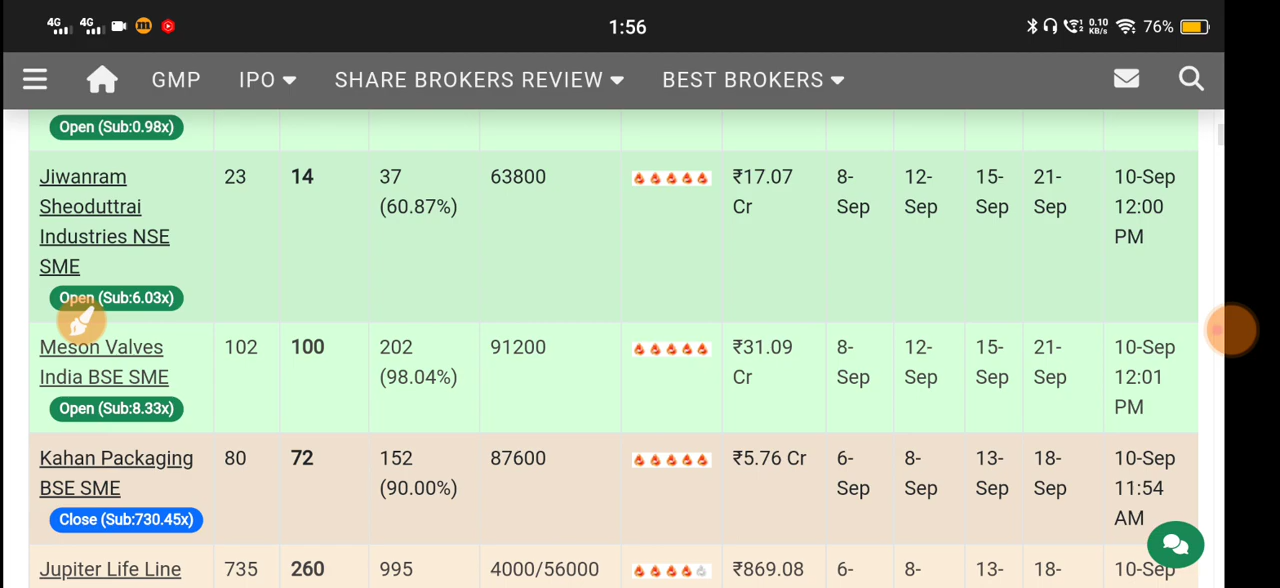 4G 4G m 1:56 2 0.10 KB/s 76%
GMP IPO SHARE BROKERS REVIEW BEST BROKERS
Open (Sub:0.98x)
Jiwanram 23 14 37 63800 ₹17.07 8- 12- 15- 21- 10-Sep
Sheoduttrai (60.87%) Cr Sep Sep Sep Sep 12:00
Industries NSE PM
SME
Open (Sub:6.03x)
Meson Valves 102 100 202 91200 ₹31.09 8- 12- 15- 21- 10-Sep
India BSE SME (98.04%) Cr Sep Sep Sep Sep 12:01
Open (Sub:8.33x) PM
Kahan Packaging 80 72 152 87600 ₹5.76 Cr 6- 8- 13- 18- 10-Sep
BSE SME (90.00%) Sep Sep Sep Sep 11:54
Close (Sub:730.45x) AM
Jupiter Life Line 735 260 995 4000/56000 ₹869.08 6- 8- 13- 18- 10-Sep